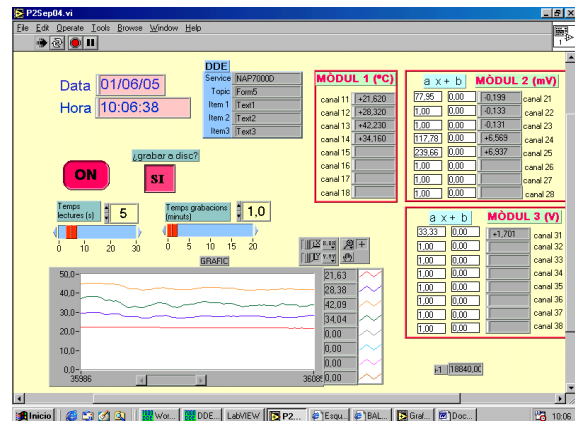 P2Sep04.vi
File Edit Operate Tools Browse Window Help
1
Data 01/06/05
Hora 10:06:38
DDE
Service NAP7000D
Topic Form5
Item 1 Text1
Item 2 Text2
Item3 Text3
¿grabar a disc?
ON
SI
Temps lectures (s) 5
0 10 20 30
Temps grabacions (minuts) 1,0
0 5 10 15 20
MÒDUL 1 (ºC)
canal 11 +21,620
canal 12 +28,320
canal 13 +42,230
canal 14 +34,160
canal 15
canal 16
canal 17
canal 18
a x + b MÒDUL 2 (mV)
77,95 0,00 -0,199 canal 21
1,00 0,00 -0,133 canal 22
1,00 0,00 -0,131 canal 23
117,78 0,00 +6,569 canal 24
239,66 0,00 +6,937 canal 25
1,00 0,00 canal 26
1,00 0,00 canal 27
1,00 0,00 canal 28
a x + b MÒDUL 3 (V)
33,33 0,00 +1,701 canal 31
1,00 0,00 canal 32
1,00 0,00 canal 33
1,00 0,00 canal 34
1,00 0,00 canal 35
1,00 0,00 canal 36
1,00 0,00 canal 37
1,00 0,00 canal 38
GRAFIC
50,0
40,0
30,0
20,0
10,0
0,0
35986
21,63
28,38
42,09
34,04
0,00
0,00
0,00
0,00
i-1 18840,00
Inicio Wor... DDE... LabVIEW P2... Esqu... BAL... Graf... Doc... 10:06